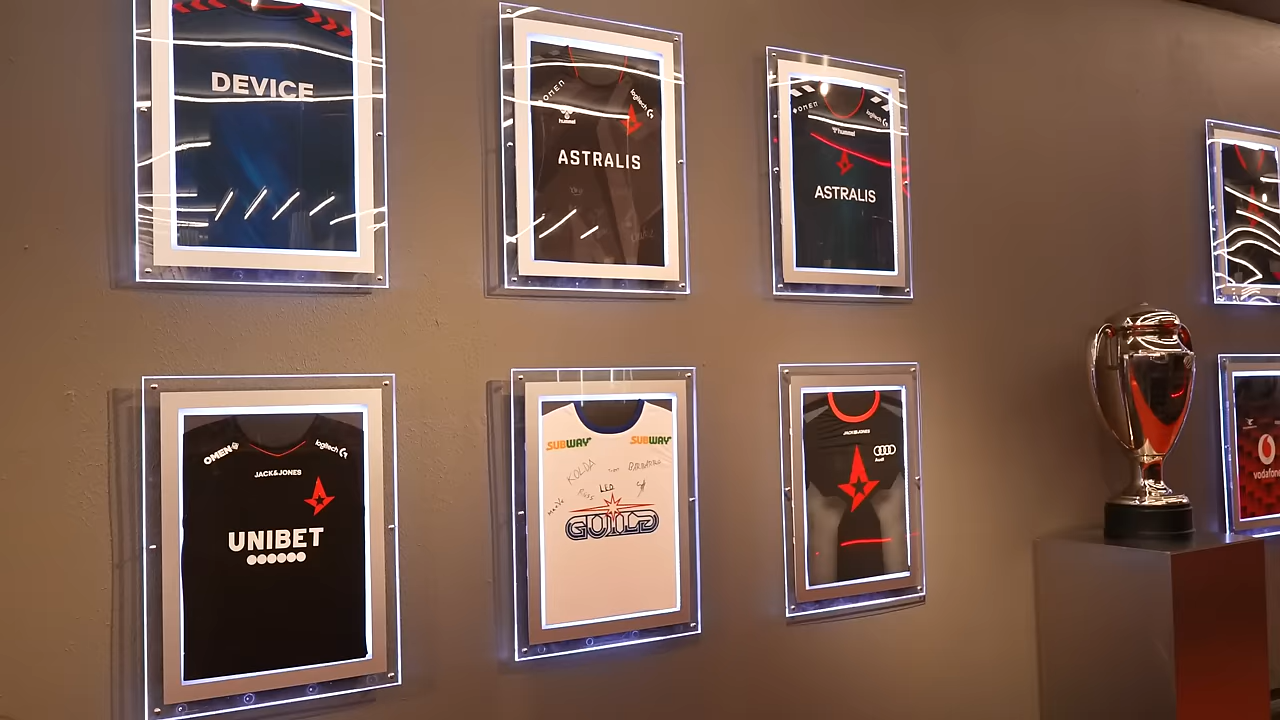 DEVICE
OMEN
logitech G
hummel
ASTRALIS
OMEN
logitech G
hummel
ASTRALIS
OMEN
logitech G
JACK&JONES
UNIBET
SUBWAY
SUBWAY
KOLDA
LEO
GUILD
JACK&JONES
Audi
vodafone